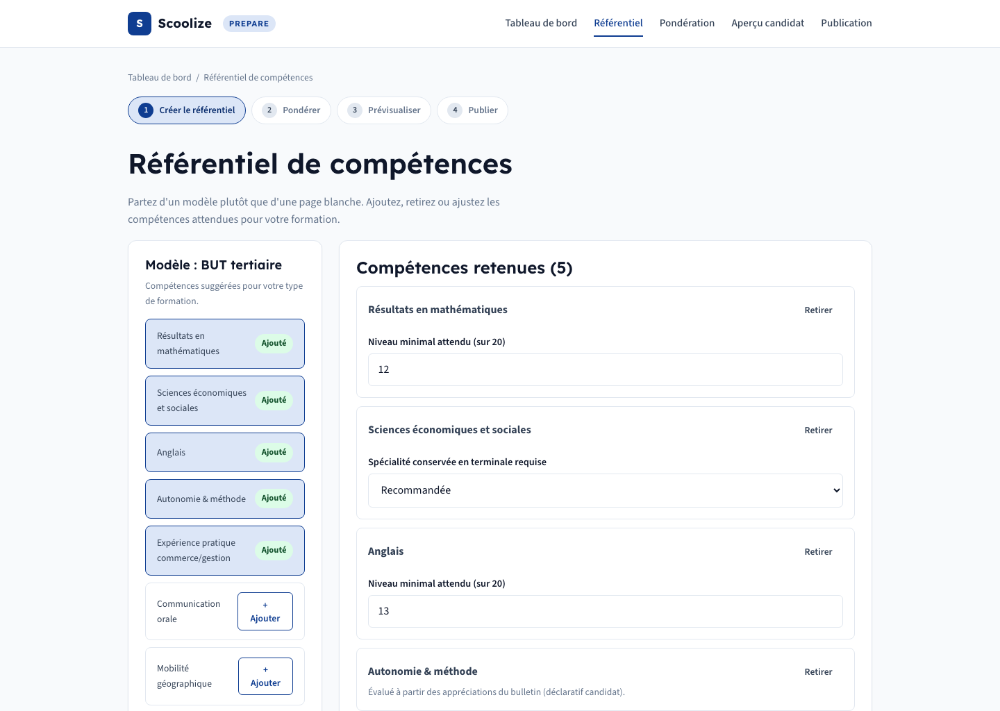 S Scoolize PREPARE Tableau de bord Référentiel Pondération Aperçu candidat Publication
Tableau de bord / Référentiel de compétences
1 Créer le référentiel 2 Pondérer 3 Prévisualiser 4 Publier
Référentiel de compétences
Partez d'un modèle plutôt que d'une page blanche. Ajoutez, retirez ou ajustez les
compétences attendues pour votre formation.
Modèle : BUT tertiaire
Compétences suggérées pour votre type
de formation.
Résultats en
mathématiques
Ajouté
Sciences économiques
et sociales
Ajouté
Anglais
Ajouté
Autonomie & méthode
Ajouté
Expérience pratique
commerce/gestion
Ajouté
Communication
orale
+
Ajouter
Mobilité
géographique
+
Ajouter
Compétences retenues (5)
Résultats en mathématiques
Retirer
Niveau minimal attendu (sur 20)
12
Sciences économiques et sociales
Retirer
Spécialité conservée en terminale requise
Recommandée
Anglais
Retirer
Niveau minimal attendu (sur 20)
13
Autonomie & méthode
Retirer
Évalué à partir des appréciations du bulletin (déclaratif candidat).